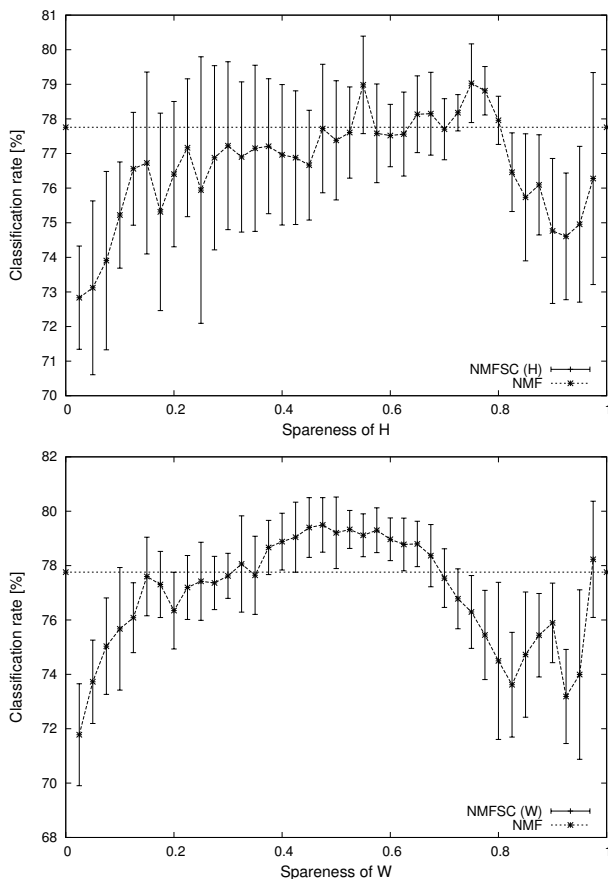 81
80
79
78
77
76
75
74
73
72
71
70
Classification rate [%]
NMFSC (H)
NMF
0 0.2 0.4 0.6 0.8 1
Spareness of H
82
80
78
76
74
72
70
68
Classification rate [%]
NMFSC (W)
NMF
0 0.2 0.4 0.6 0.8 1
Spareness of W